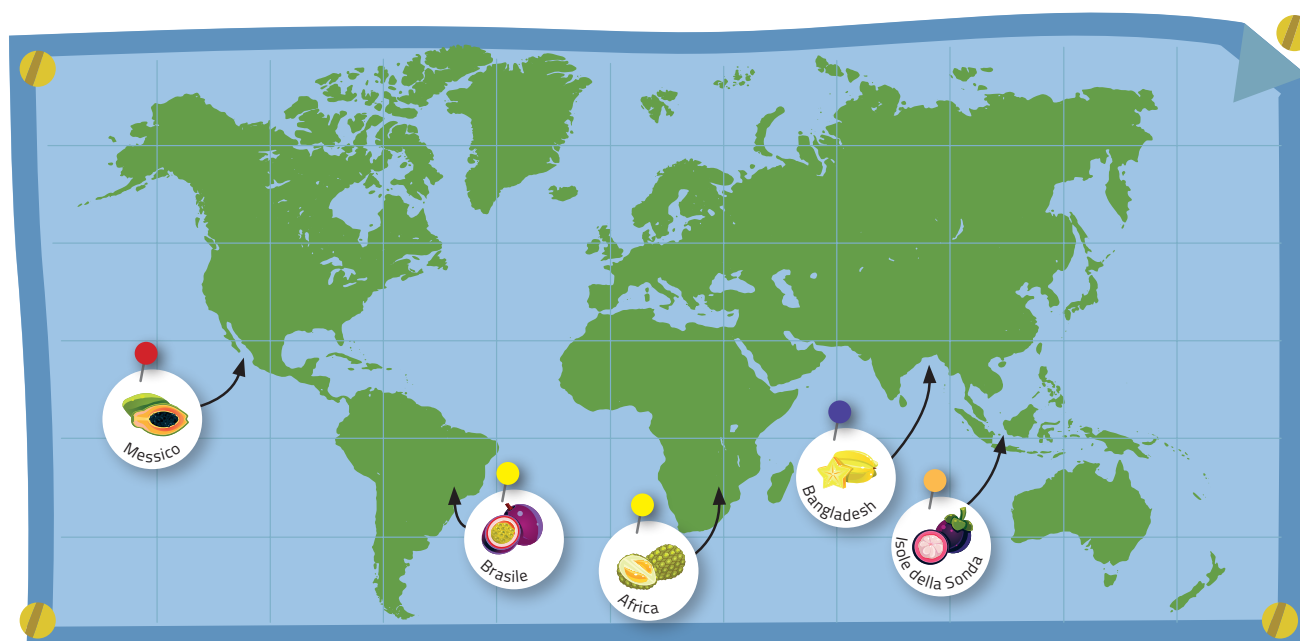 Messico
Brasile
Africa
Bangladesh
Isole della Sonda